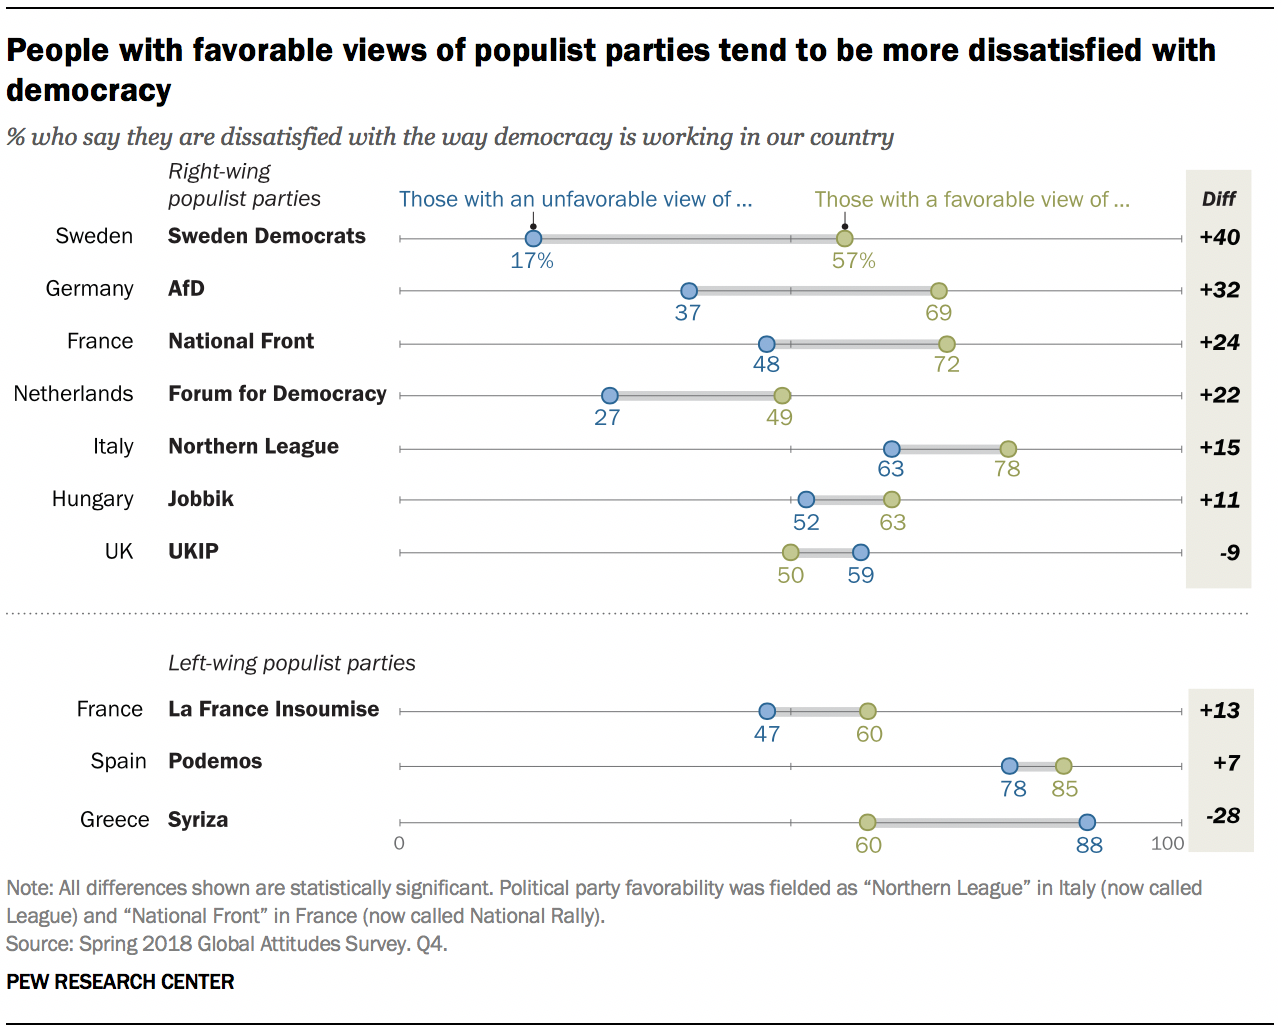 People with favorable views of populist parties tend to be more dissatisfied with
democracy
% who say they are dissatisfied with the way democracy is working in our country
Right-wing
populist parties
Those with an unfavorable view of ...
Those with a favorable view of ...
Diff
Sweden Sweden Democrats +40
17% 57%
Germany AfD +32
37 69
France National Front +24
48 72
Netherlands Forum for Democracy +22
27 49
Italy Northern League +15
63 78
Hungary Jobbik +11
52 63
UK UKIP -9
50 59
Left-wing populist parties
France La France Insoumise +13
47 60
Spain Podemos +7
78 85
Greece Syriza -28
0 60 88 100
Note: All differences shown are statistically significant. Political party favorability was fielded as “Northern League” in Italy (now called
League) and “National Front” in France (now called National Rally).
Source: Spring 2018 Global Attitudes Survey. Q4.
PEW RESEARCH CENTER